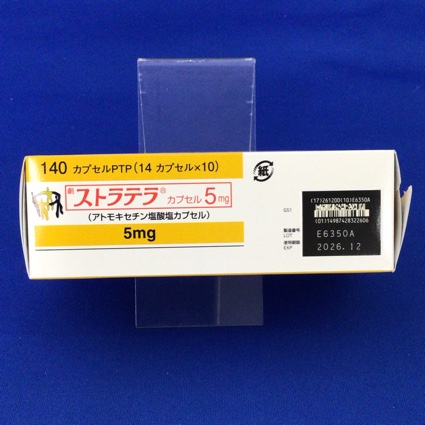 140 カプセルPTP(14 カプセル×10)
劇 ストラテラ® カプセル 5mg
(アトモキセチン塩酸塩カプセル)
5mg
紙
GS1
(17)261200(10)E6350A
(01)14987428322606
製造番号
LOT
E6350A
使用期限
EXP
2026.12